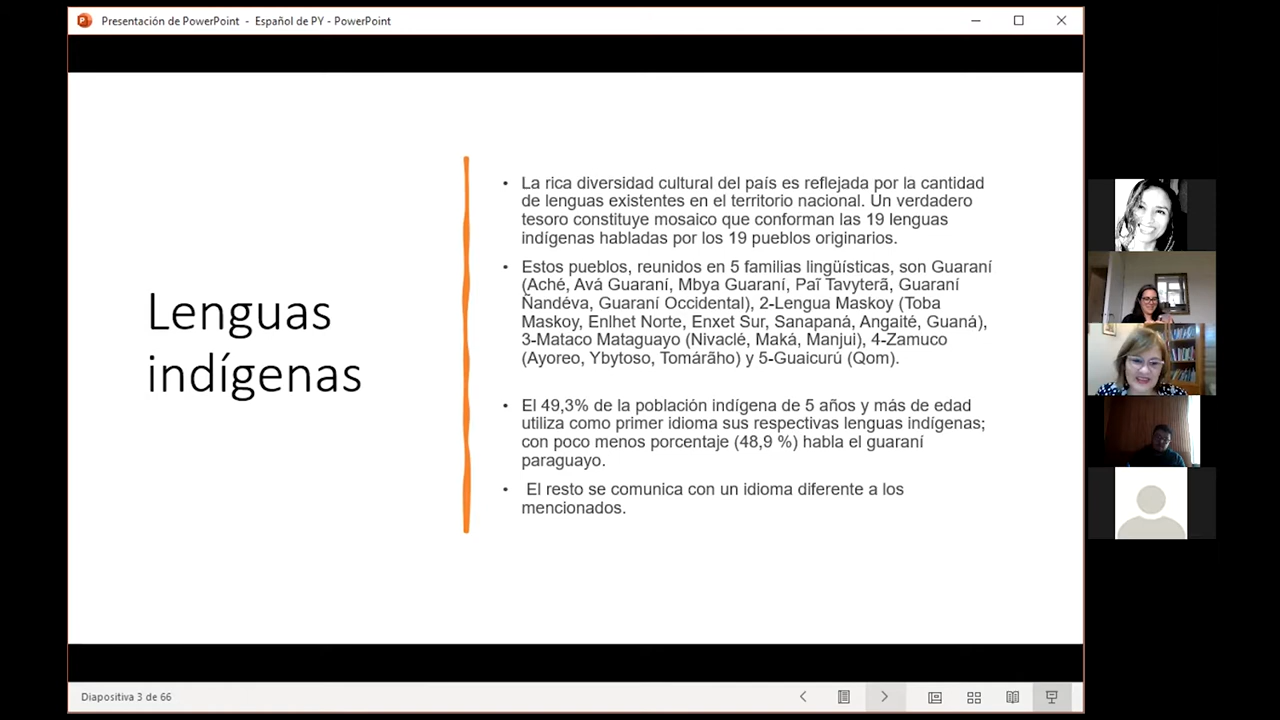 Presentación de PowerPoint - Español de PY - PowerPoint
Lenguas
indígenas
• La rica diversidad cultural del país es reflejada por la cantidad
de lenguas existentes en el territorio nacional. Un verdadero
tesoro constituye mosaico que conforman las 19 lenguas
indígenas habladas por los 19 pueblos originarios.
• Estos pueblos, reunidos en 5 familias lingüísticas, son Guaraní
(Aché, Avá Guaraní, Mbya Guaraní, Paï Tavyterã, Guaraní
Ñandéva, Guaraní Occidental), 2-Lengua Maskoy (Toba
Maskoy, Enlhet Norte, Enxet Sur, Sanapaná, Angaité, Guaná),
3-Mataco Mataguayo (Nivaclé, Maká, Manjui), 4-Zamuco
(Ayoreo, Ybytoso, Tomárãho) y 5-Guaicurú (Qom).
• El 49,3% de la población indígena de 5 años y más de edad
utiliza como primer idioma sus respectivas lenguas indígenas;
con poco menos porcentaje (48,9 %) habla el guaraní
paraguayo.
• El resto se comunica con un idioma diferente a los
mencionados.
Diapositiva 3 de 66